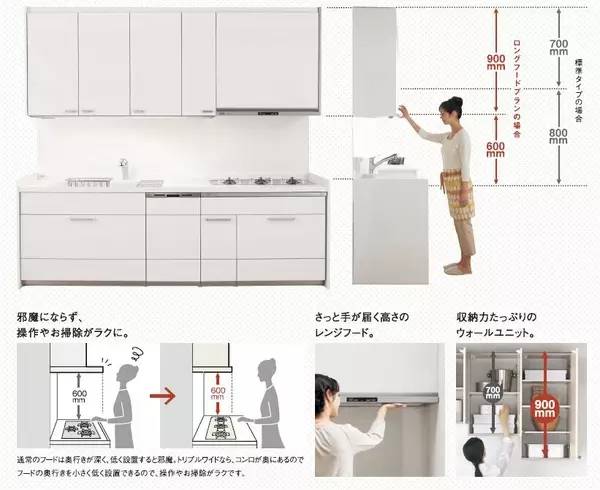 900
mm
600
mm
ロングフードプランの場合
700
mm
800
mm
標準タイプの場合
邪魔にならず、
操作やお掃除がラクに。
600
mm
600
mm
通常のフードは奥行きが深く、低く設置すると邪魔。トリプルワイドなら、コンロが奥にあるので
フードの奥行きを小さく低く設置できるので、操作やお掃除がラクです。
さっと手が届く高さの
レンジフード。
収納力たっぷりの
ウォールユニット。
700
mm
900
mm